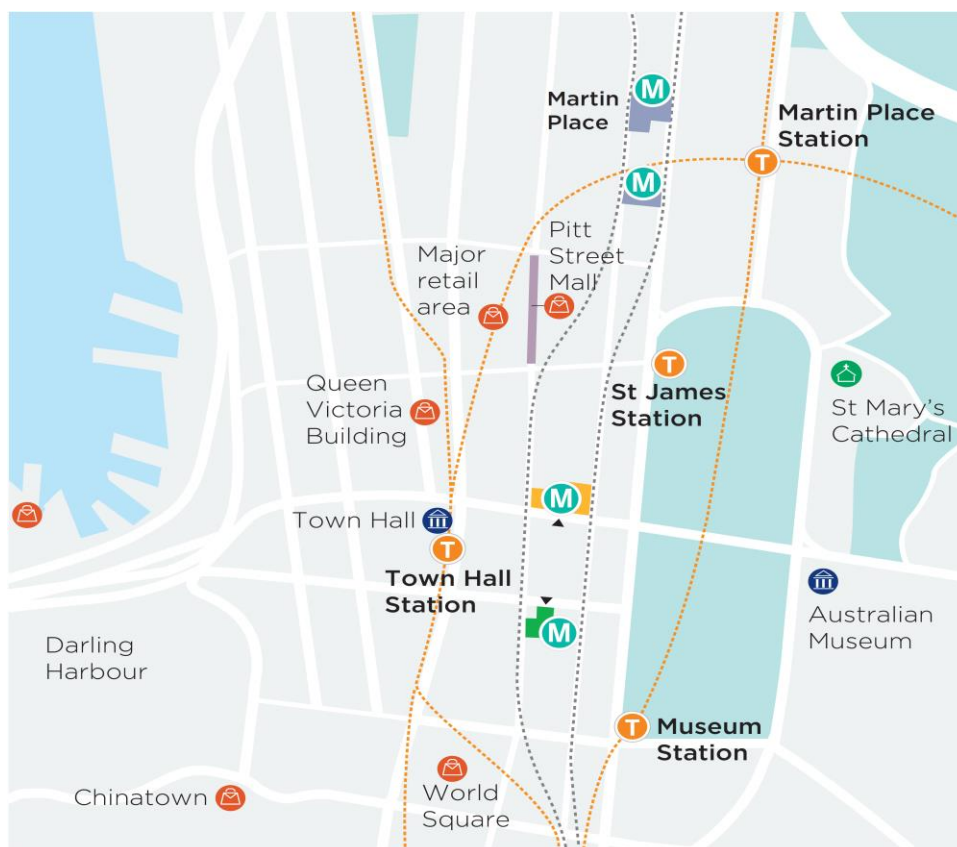 M
Martin
Place
Martin Place
Station
T
M
Pitt
Street
Mall
Major
retail
area
T
St James
Station
Queen
Victoria
Building
St Mary's
Cathedral
M
Town Hall
T
Town Hall
Station
Australian
Museum
M
Darling
Harbour
T
Museum
Station
Chinatown
World
Square